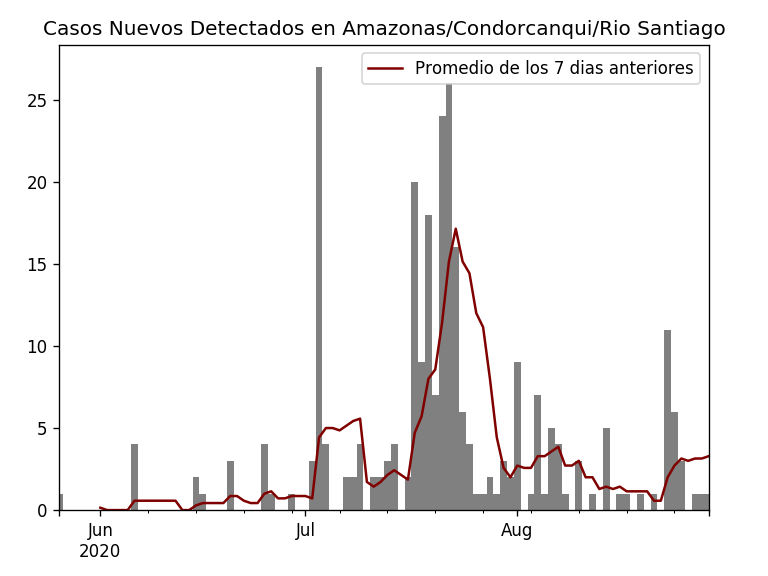 Casos Nuevos Detectados en Amazonas/Condorcanqui/Rio Santiago
Promedio de los 7 dias anteriores
25
20
15
10
5
0
Jun
2020
Jul
Aug